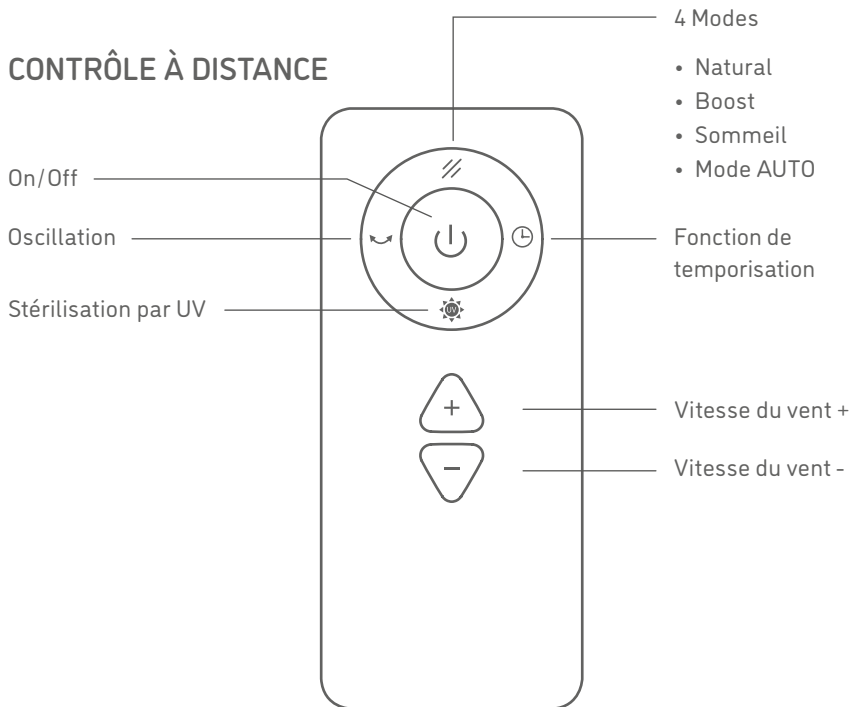 CONTRÔLE À DISTANCE
4 Modes
• Natural
• Boost
• Sommeil
• Mode AUTO
On/Off
Oscillation
Stérilisation par UV
UV
Fonction de
temporisation
Vitesse du vent +
Vitesse du vent -
+
-